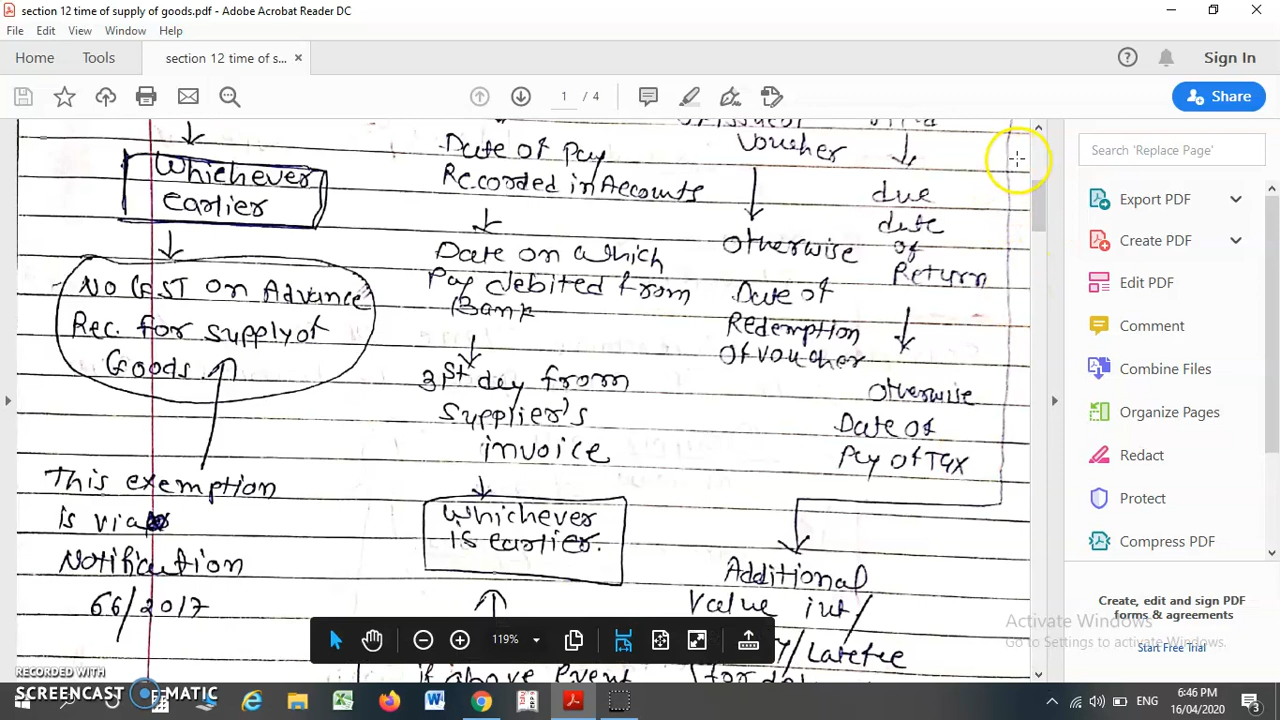 section 12 time of supply of goods.pdf - Adobe Acrobat Reader DC
File Edit View Window Help
Home Tools section 12 time of s... ×
Sign In
1 / 4
Share
Whichever
earlier
No GST on Advance
Rec. for supply of
Goods.
This exemption
is via
Notification
66/2017
Date of Pay
Recorded in Accounts
Date on which
Pay debited from
Bank
31st day from
supplier's
invoice
Whichever
is earlier.
if above event
Voucher
otherwise
Date of
Redemption
of voucher
due
date
of
Return
otherwise
Date of
Pay of Tax
Additional
Value int/
/Latefee
Search 'Replace Page'
Export PDF
Create PDF
Edit PDF
Comment
Combine Files
Organize Pages
Redact
Protect
Compress PDF
Create, edit and sign PDF
forms & agreements
Start Free Trial
Activate Windows
Go to Settings to activate Windows.
119%
RECORDED WITH
SCREENCAST MATIC
ENG
6:46 PM
16/04/2020
3